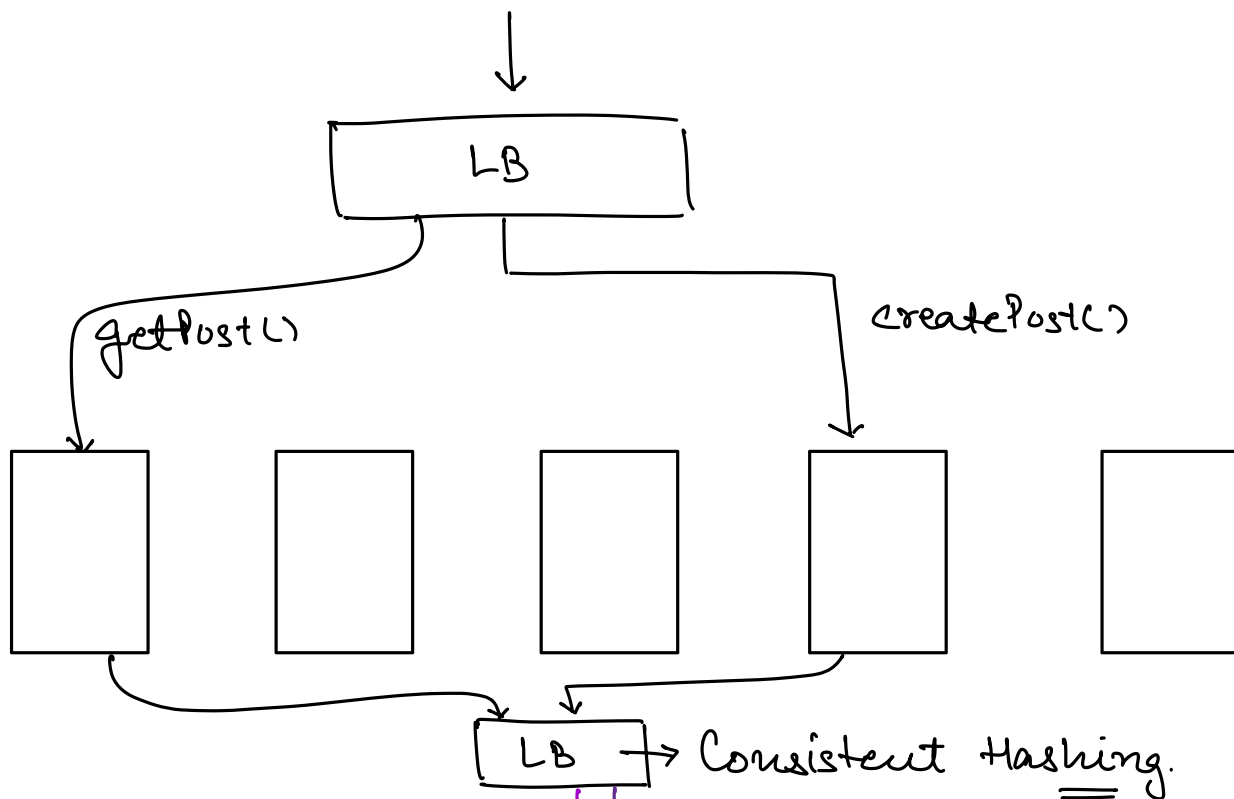 LB
getPost()
createPost()
LB → Consistent Hashing.